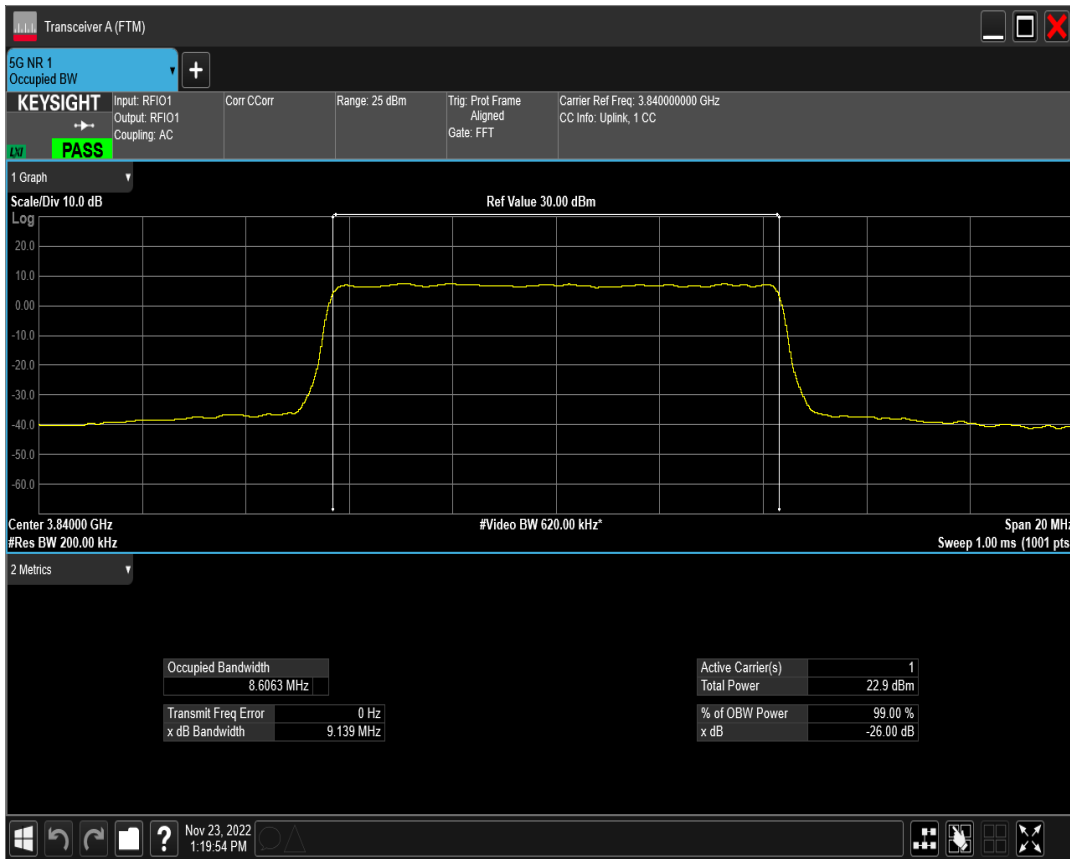 Transceiver A (FTM)
5G NR 1
Occupied BW
+
KEYSIGHT
LXI
PASS
Input: RFIO1
Output: RFIO1
Coupling: AC
Corr CCorr
Range: 25 dBm
Trig: Prot Frame
Aligned
Gate: FFT
Carrier Ref Freq: 3.840000000 GHz
CC Info: Uplink, 1 CC
1 Graph
Scale/Div 10.0 dB
Ref Value 30.00 dBm
Log
20.0
10.0
0.00
-10.0
-20.0
-30.0
-40.0
-50.0
-60.0
Center 3.84000 GHz
#Video BW 620.00 kHz*
Span 20 MHz
#Res BW 200.00 kHz
Sweep 1.00 ms (1001 pts
2 Metrics
Occupied Bandwidth
8.6063 MHz
Transmit Freq Error 0 Hz
x dB Bandwidth 9.139 MHz
Active Carrier(s) 1
Total Power 22.9 dBm
% of OBW Power 99.00 %
x dB -26.00 dB
?
Nov 23, 2022
1:19:54 PM